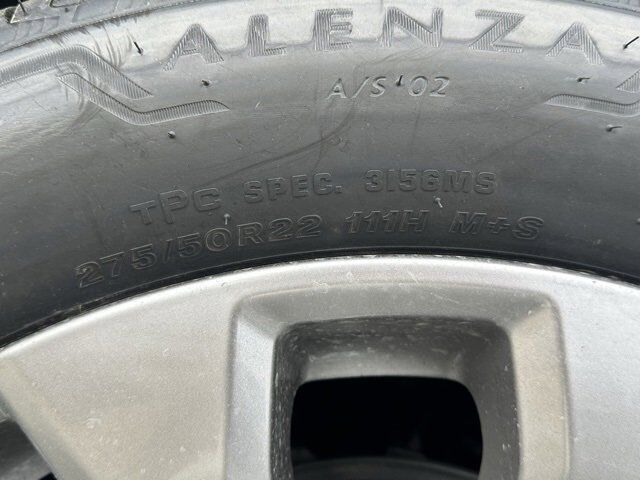 ALENZA
A/S 02
TPC SPEC. 3156MS
275/50R22 111H M+S